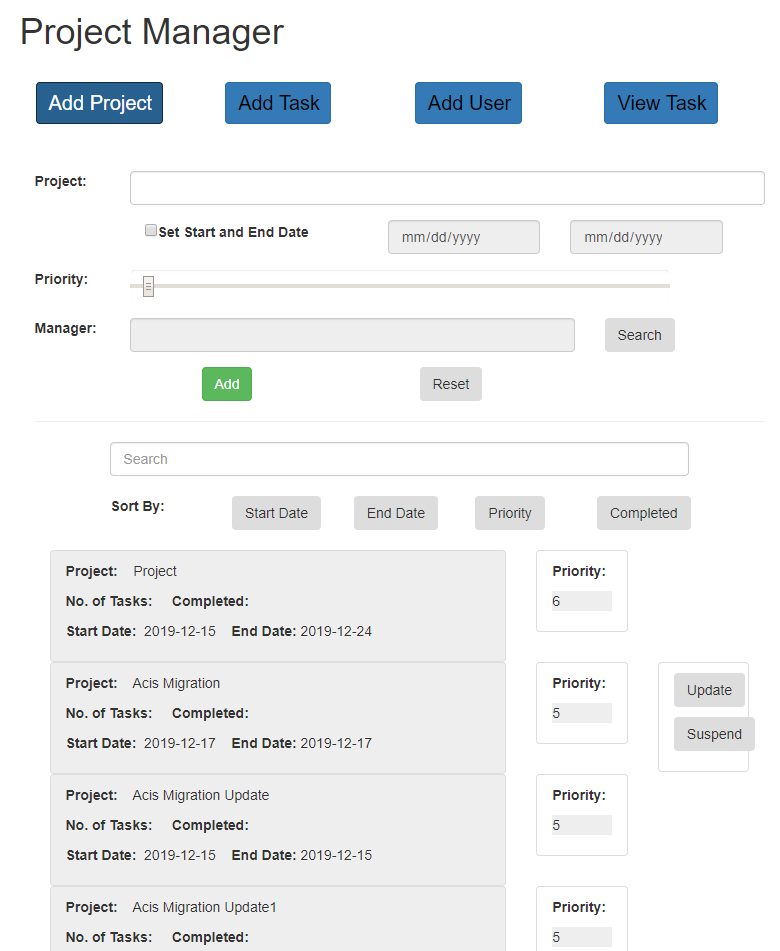 Project Manager
Add Project Add Task Add User View Task
Project:
Set Start and End Date mm/dd/yyyy mm/dd/yyyy
Priority:
Manager: Search
Add Reset
Search
Sort By: Start Date End Date Priority Completed
Project: Project Priority:
No. of Tasks: Completed: 6
Start Date: 2019-12-15 End Date: 2019-12-24
Project: Acis Migration Priority: Update
No. of Tasks: Completed: 5
Start Date: 2019-12-17 End Date: 2019-12-17 Suspend
Project: Acis Migration Update Priority:
No. of Tasks: Completed: 5
Start Date: 2019-12-15 End Date: 2019-12-15
Project: Acis Migration Update1 Priority:
No. of Tasks: Completed: 5